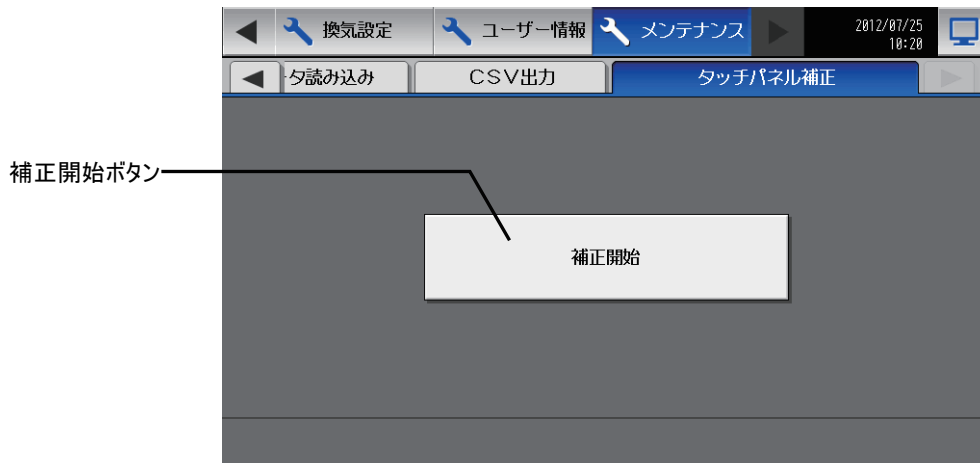 換気設定
ユーザー情報
メンテナンス
2012/07/25
10:20
タ読み込み
CSV出力
タッチパネル補正
補正開始ボタン
補正開始